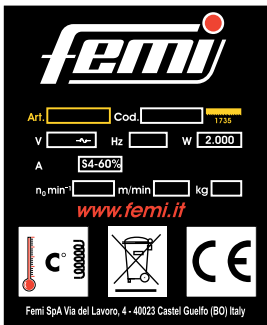 femi
Art. Cod. 1735
V Hz W 2.000
A S4-60%
n₀ min⁻¹ m/min kg
www.femi.it
C°
CE
Femi SpA Via del Lavoro, 4 - 40023 Castel Guelfo (BO) Italy